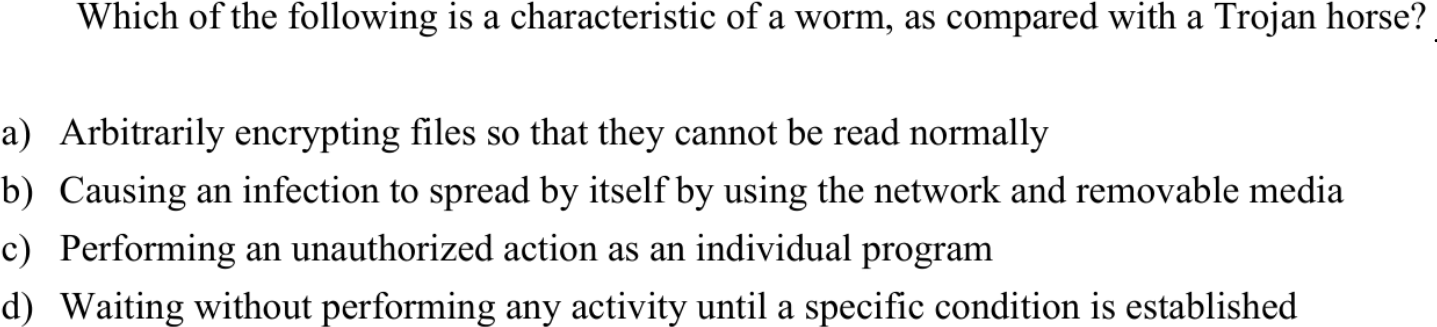 Which of the following is a characteristic of a worm, as compared with a Trojan horse?
a) Arbitrarily encrypting files so that they cannot be read normally
b) Causing an infection to spread by itself by using the network and removable media
c) Performing an unauthorized action as an individual program
d) Waiting without performing any activity until a specific condition is established